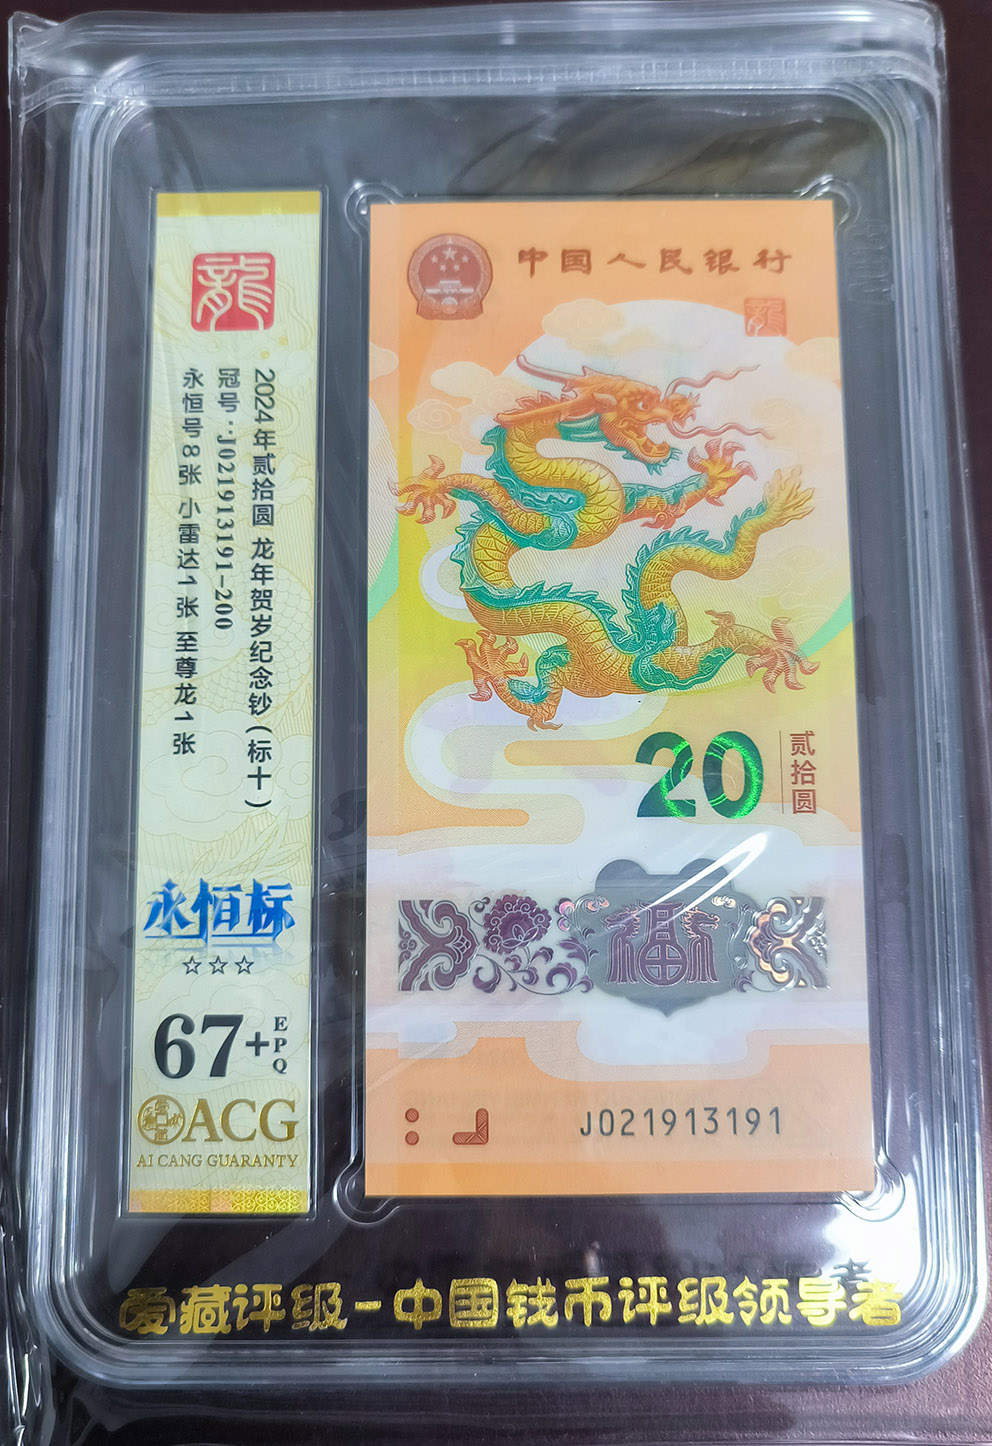 龍
2024年贰拾圆 龙年贺岁纪念钞(标十)
冠号:J021913191-200
永恒号8张 小雷达1张 至尊龙1张
永恒标
67+
EPQ
ACG
AI CANG GUARANTY
中国人民银行
龍
20
贰拾圆
福
J021913191
爱藏评级-中国钱币评级领导者